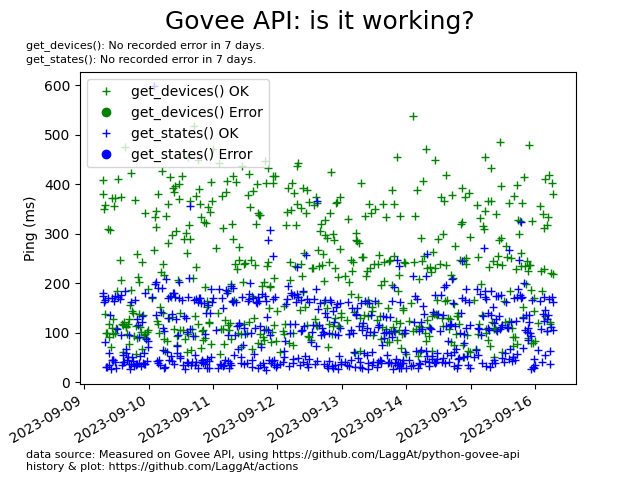 Govee API: is it working?
get_devices(): No recorded error in 7 days.
get_states(): No recorded error in 7 days.
600
500
400
300
200
100
0
Ping (ms)
get_devices() OK
get_devices() Error
get_states() OK
get_states() Error
2023-09-09
2023-09-10
2023-09-11
2023-09-12
2023-09-13
2023-09-14
2023-09-15
2023-09-16
data source: Measured on Govee API, using https://github.com/LaggAt/python-govee-api
history & plot: https://github.com/LaggAt/actions